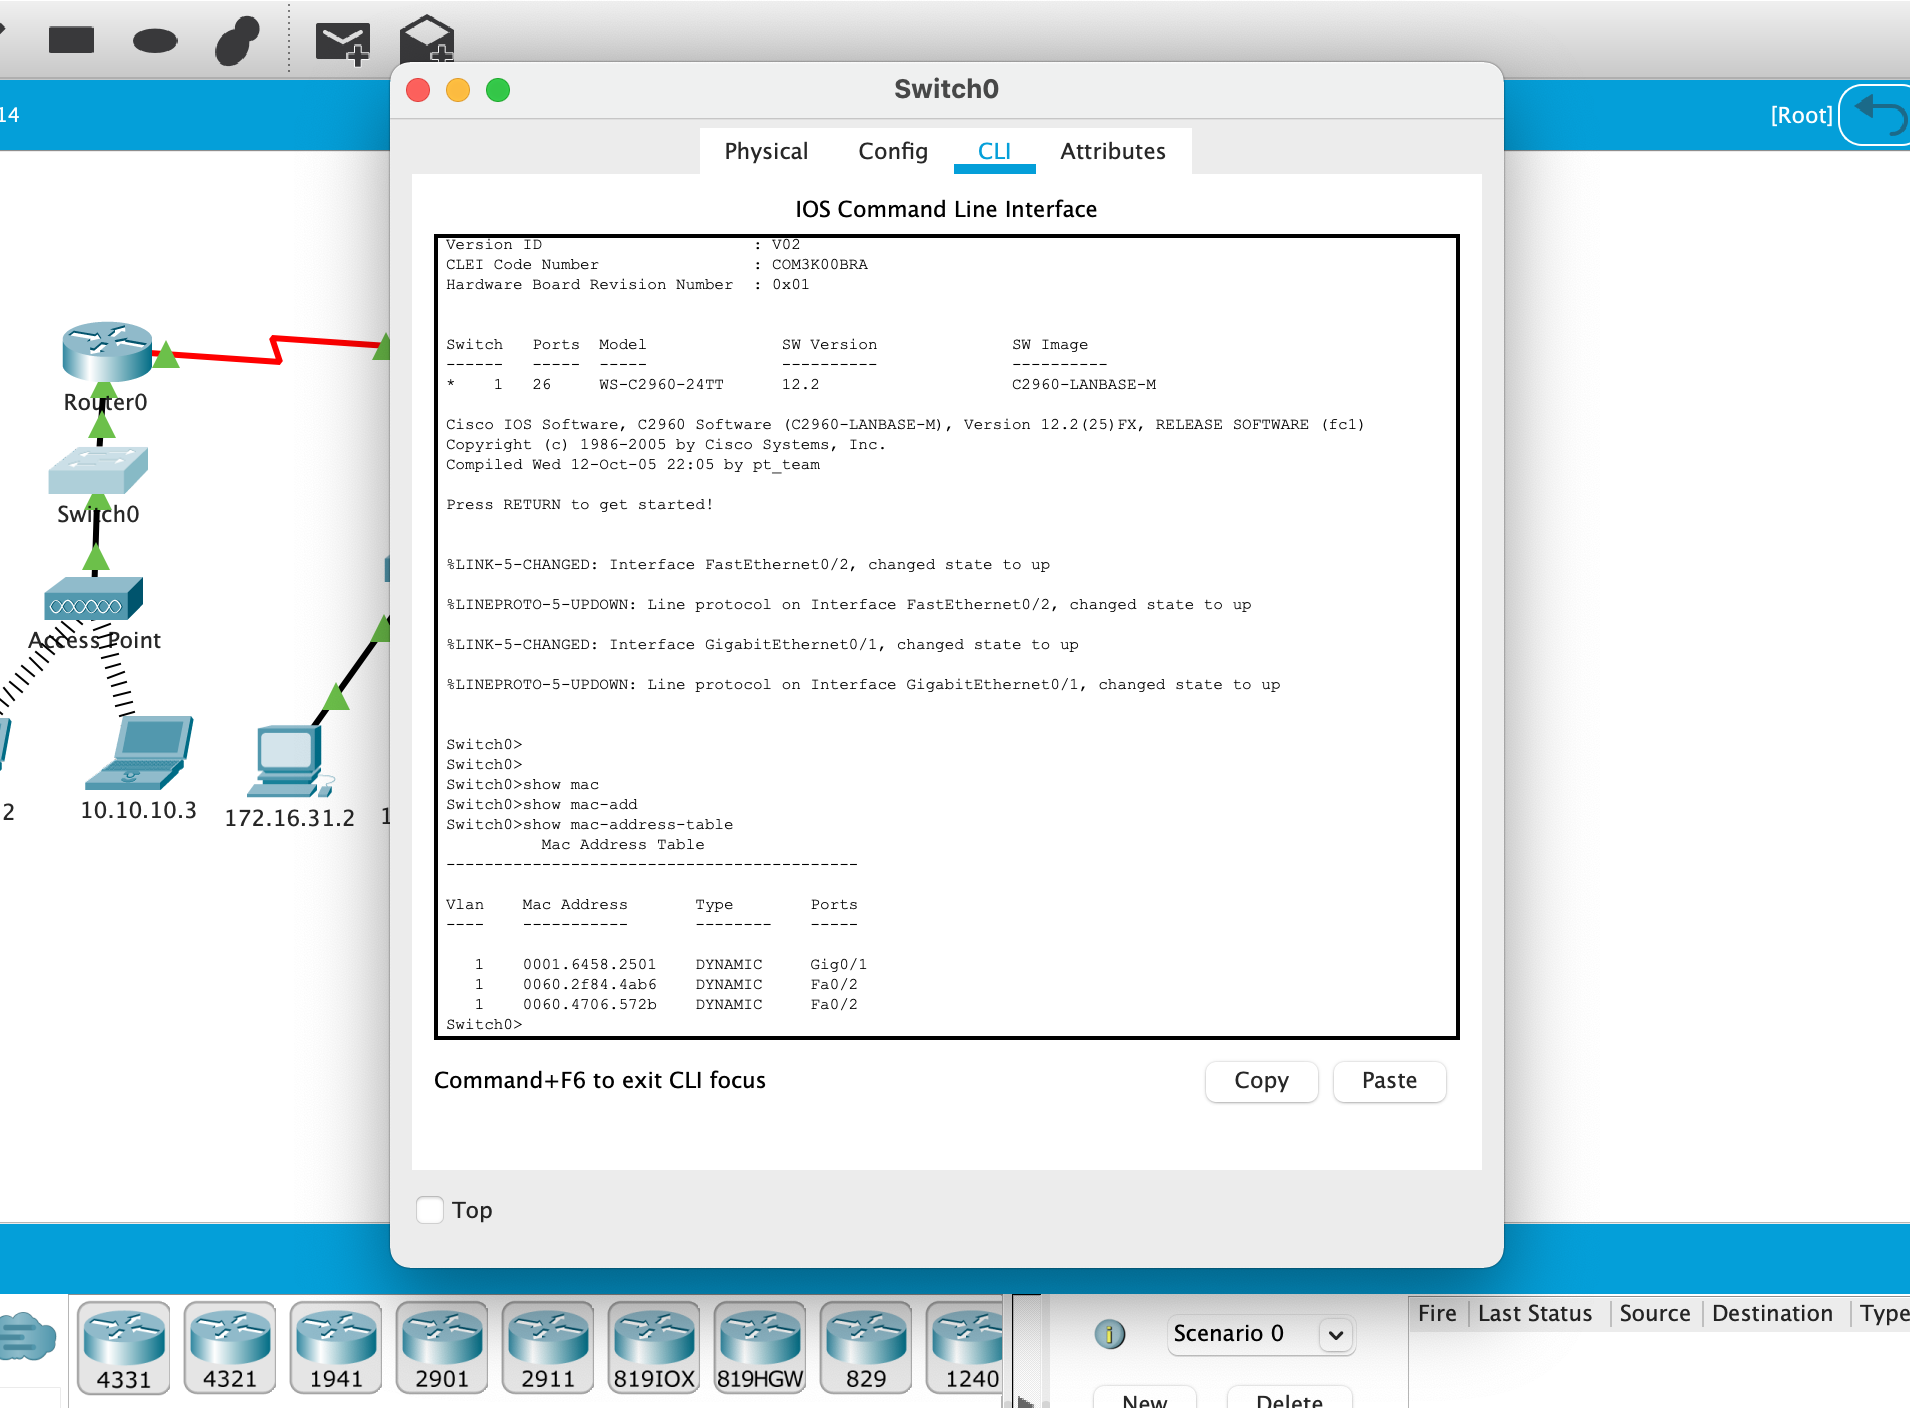 14
Switch0
[Root]
Physical Config CLI Attributes
IOS Command Line Interface
Version ID : V02
CLEI Code Number : COM3K00BRA
Hardware Board Revision Number : 0x01
Switch Ports Model SW Version SW Image
------ ----- ----- ---------- ----------
* 1 26 WS-C2960-24TT 12.2 C2960-LANBASE-M
Cisco IOS Software, C2960 Software (C2960-LANBASE-M), Version 12.2(25)FX, RELEASE SOFTWARE (fc1)
Copyright (c) 1986-2005 by Cisco Systems, Inc.
Compiled Wed 12-Oct-05 22:05 by pt_team
Press RETURN to get started!
%LINK-5-CHANGED: Interface FastEthernet0/2, changed state to up
%LINEPROTO-5-UPDOWN: Line protocol on Interface FastEthernet0/2, changed state to up
%LINK-5-CHANGED: Interface GigabitEthernet0/1, changed state to up
%LINEPROTO-5-UPDOWN: Line protocol on Interface GigabitEthernet0/1, changed state to up
Switch0>
Switch0>
Switch0>show mac
Switch0>show mac-add
Switch0>show mac-address-table
Mac Address Table
-------------------------------------------
Vlan Mac Address Type Ports
---- ----------- -------- -----
1 0001.6458.2501 DYNAMIC Gig0/1
1 0060.2f84.4ab6 DYNAMIC Fa0/2
1 0060.4706.572b DYNAMIC Fa0/2
Switch0>
Command+F6 to exit CLI focus
Copy Paste
Top
Router0
Switch0
Access Point
2
10.10.10.3
172.16.31.2
1
4331 4321 1941 2901 2911 819IOX 819HGW 829 1240
Scenario 0
New Delete
Fire Last Status Source Destination Type